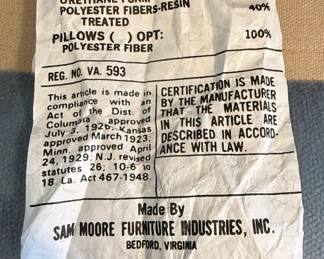 URETHANE FOAM
POLYESTER FIBERS-RESIN 40%
TREATED
PILLOWS ( ) OPT: 100%
POLYESTER FIBER
REG. NO. VA. 593
This article is made in
compliance with an
Act of the Dist. of
Columbia approved
July 3, 1926; Kansas
approved March 1923;
Minn. approved April
24, 1929; N.J. revised
statutes 26; 10-6 to
18. La. Act 467-1948.
CERTIFICATION IS MADE
BY THE MANUFACTURER
THAT THE MATERIALS
IN THIS ARTICLE ARE
DESCRIBED IN ACCORD-
ANCE WITH LAW.
Made By
SAM MOORE FURNITURE INDUSTRIES, INC.
BEDFORD, VIRGINIA